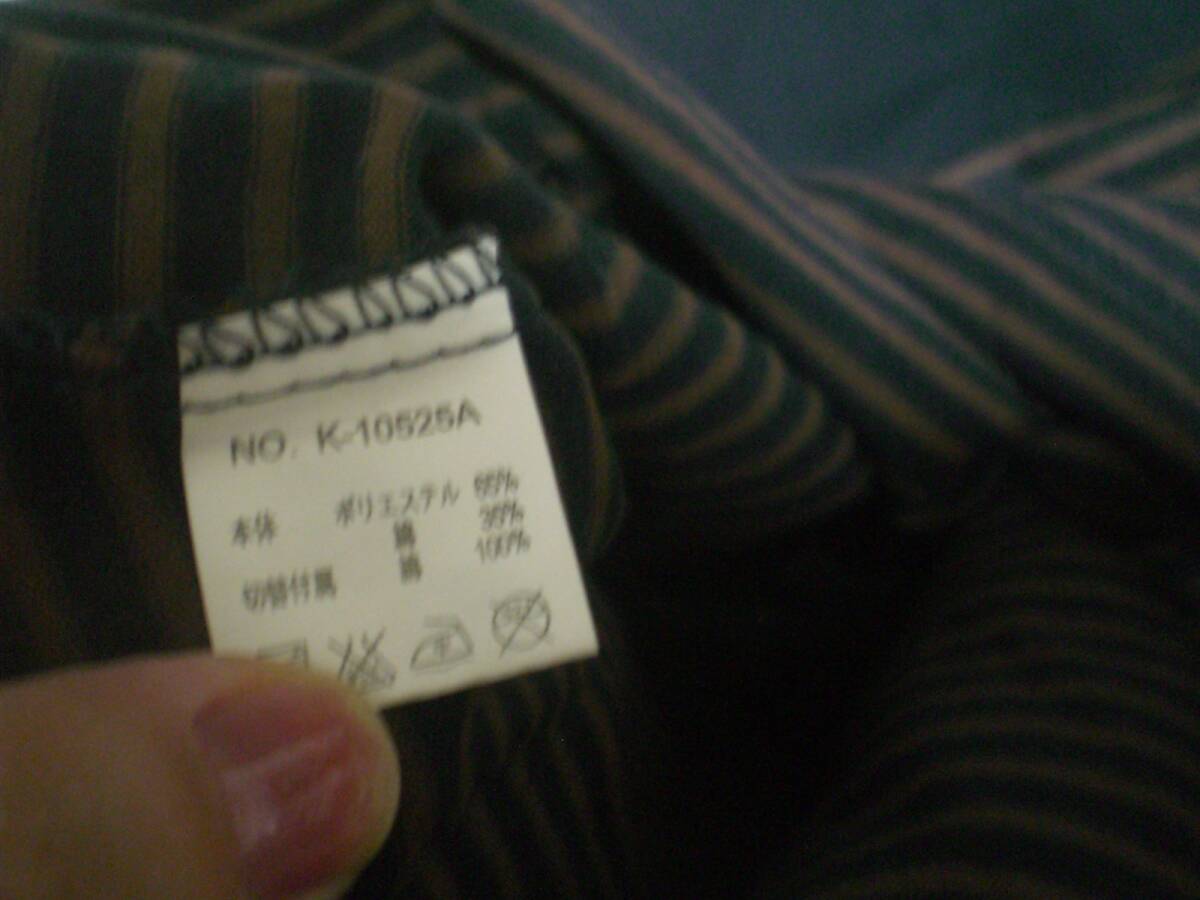 NO. K-10525A
本体 ポリエステル 65%
綿 35%
切替付属 綿 100%